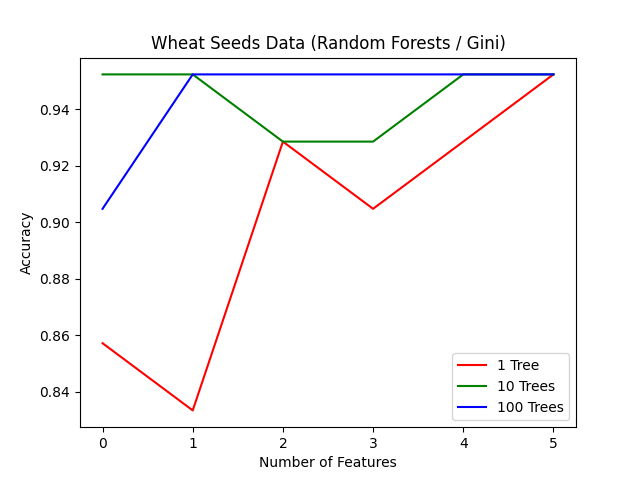 Wheat Seeds Data (Random Forests / Gini)
0.94
0.92
0.90
0.88
0.86
0.84
Accuracy
0 1 2 3 4 5
Number of Features
1 Tree
10 Trees
100 Trees